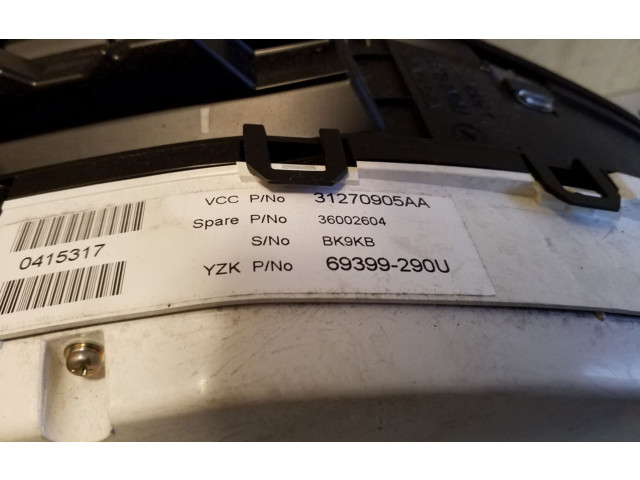 VCC P/No 31270905AA
Spare P/No 36002604
S/No BK9KB
YZK P/No 69399-290U
0415317